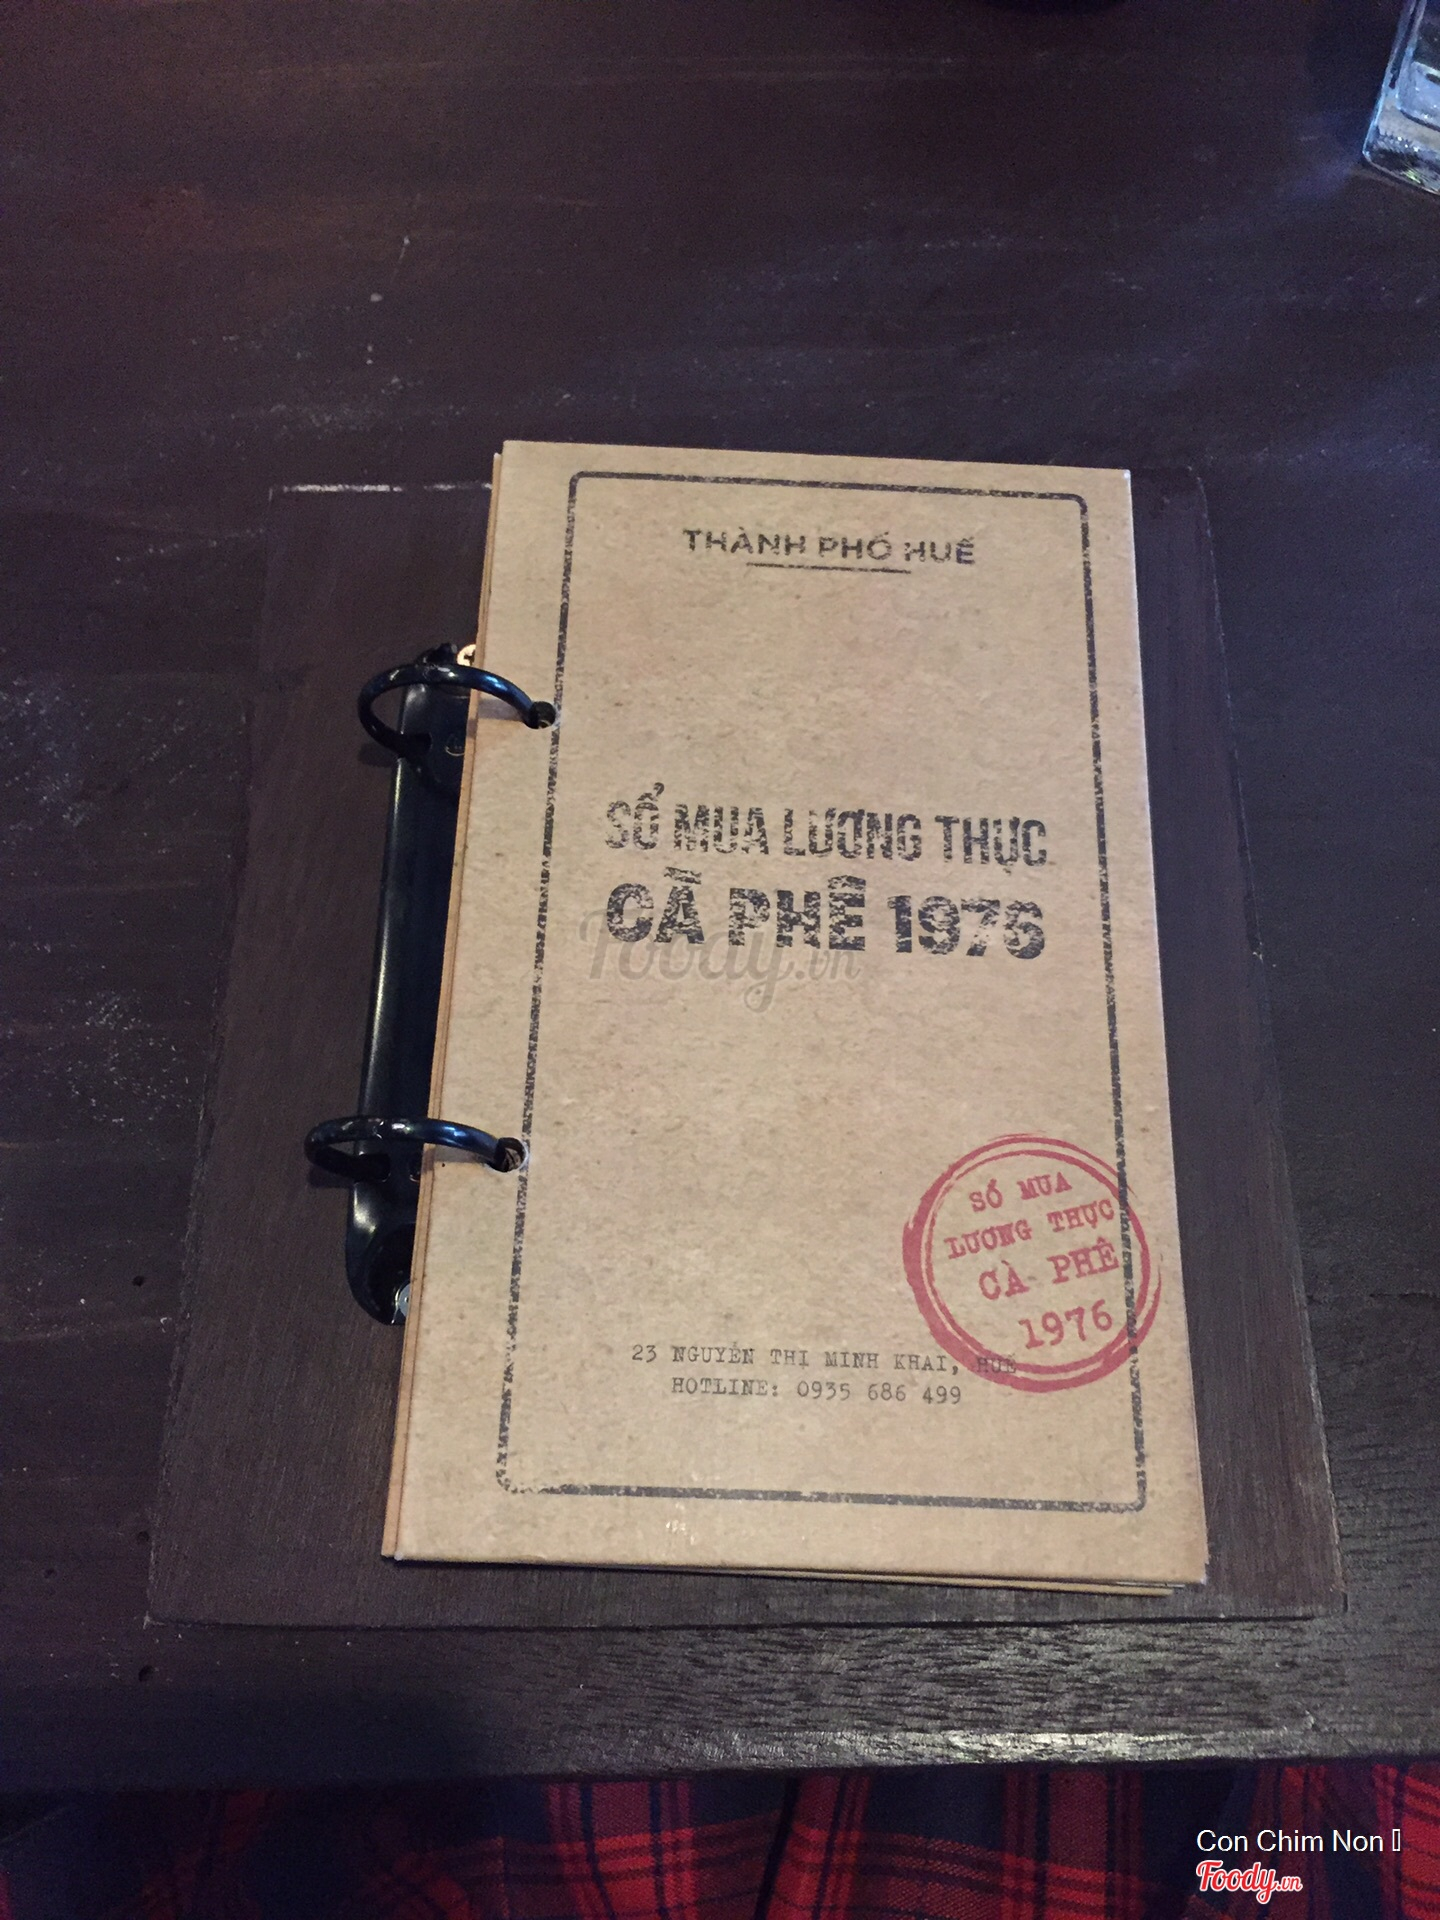 THÀNH PHỐ HUẾ
SỔ MUA LƯƠNG THỰC
CÀ PHÊ 1976
Foody.vn
SỔ MUA
LƯƠNG THỰC
CÀ PHÊ
1976
23 NGUYỄN THỊ MINH KHAI, HUẾ
HOTLINE: 0935 686 499
Con Chim Non
Foody.vn